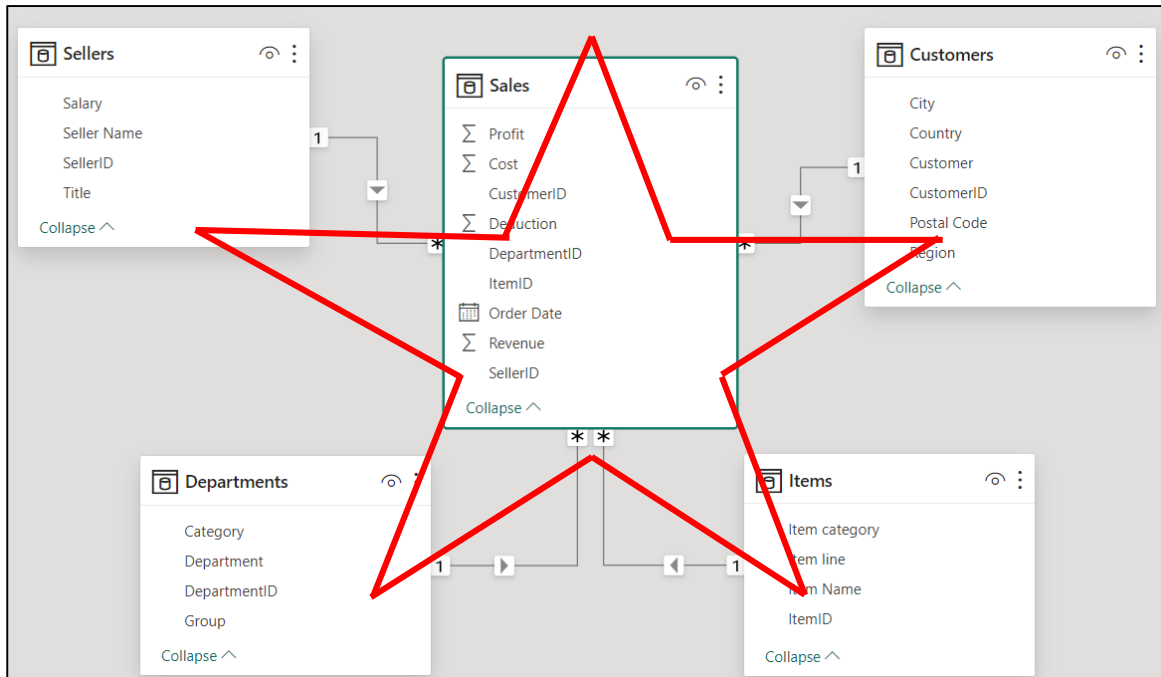 Sellers
Salary
Seller Name
SellerID
Title
Collapse
1
*
Sales
Σ Profit
Σ Cost
CustomerID
Σ Deduction
DepartmentID
ItemID
Order Date
Σ Revenue
SellerID
Collapse
* *
Customers
City
Country
Customer
CustomerID
Postal Code
Region
Collapse
1
*
Departments
Category
Department
DepartmentID
Group
Collapse
1
Items
Item category
Item line
Item Name
ItemID
Collapse
1